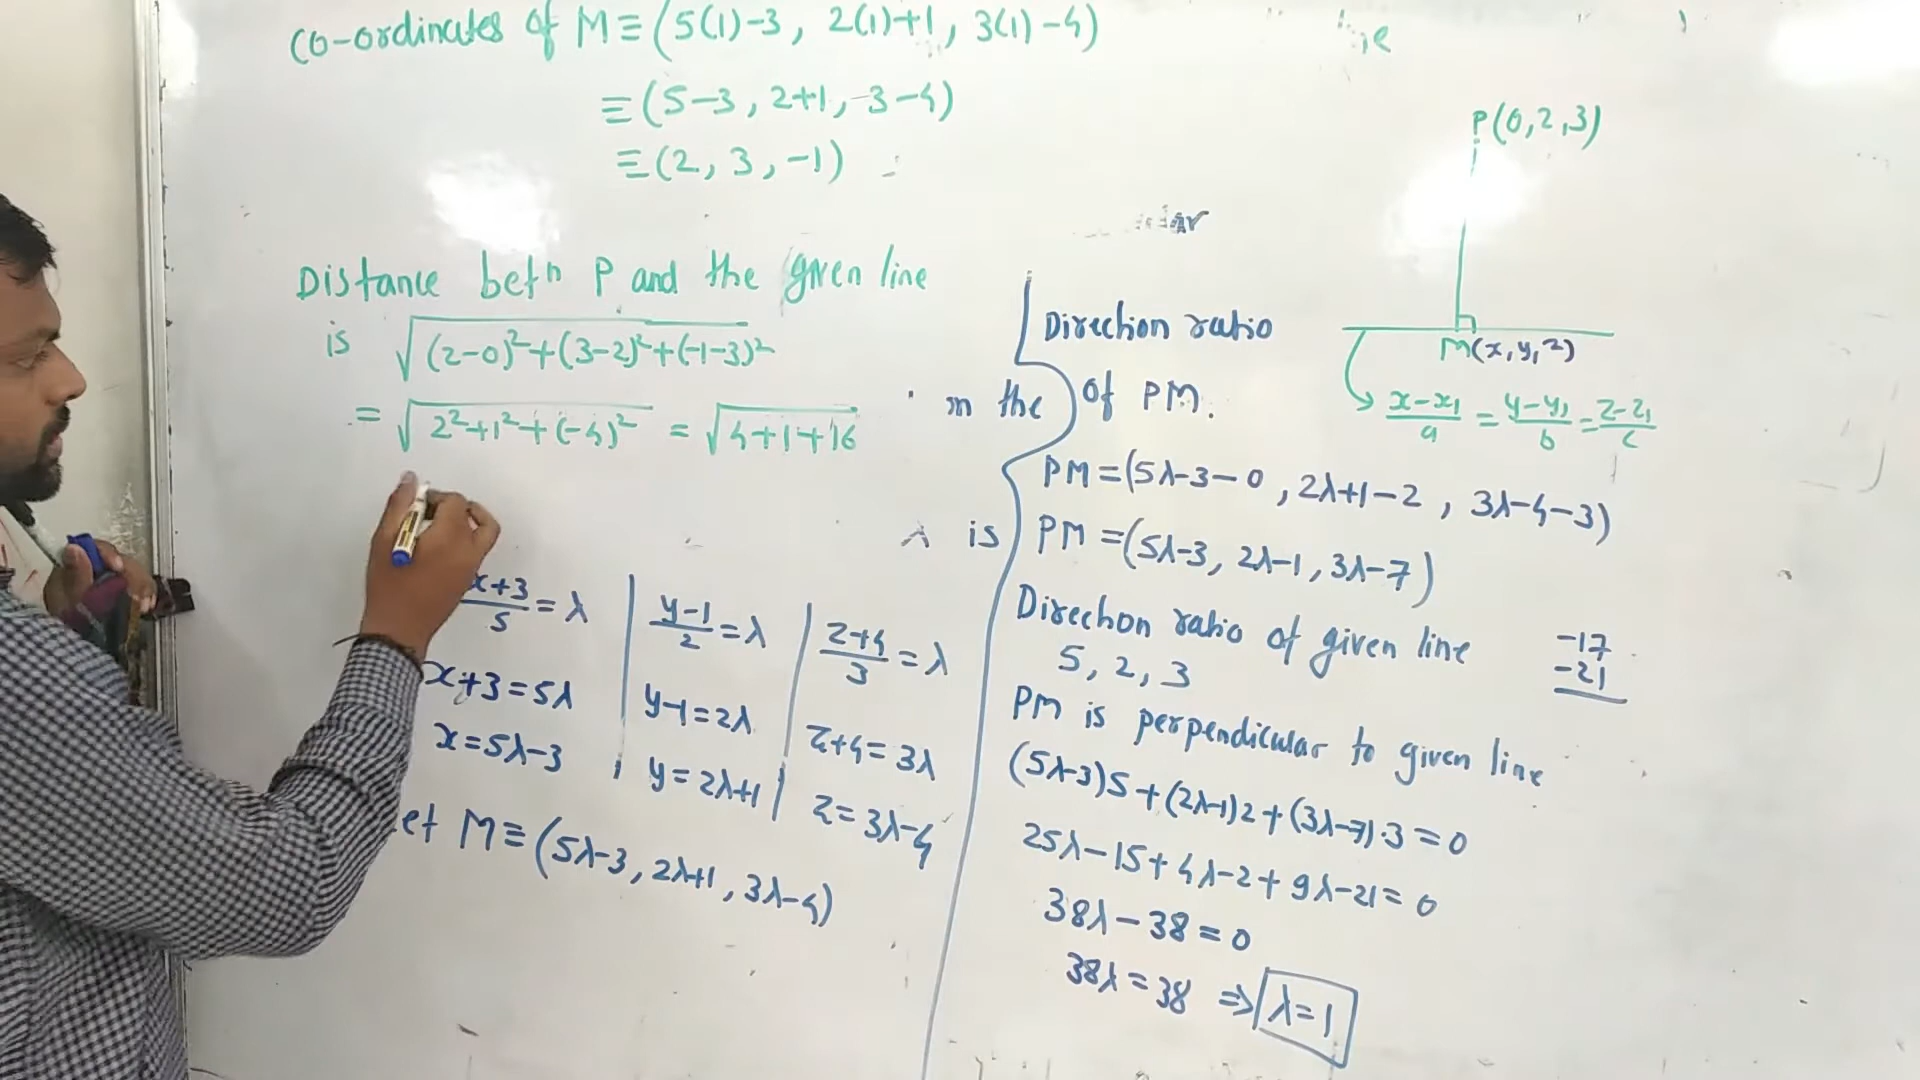 Co-ordinates of M ≡ (5(1)-3, 2(1)+1, 3(1)-4)
≡ (5-3, 2+1, 3-4)
≡ (2, 3, -1)
Distance betn P and the given line
is √(2-0)²+(3-2)²+(-1-3)²
= √2²+1²+(-4)² = √4+1+16
x+3/5 = λ | y-1/2 = λ | z+4/3 = λ
x+3=5λ | y-1=2λ | z+4=3λ
x=5λ-3 | y=2λ+1 | z=3λ-4
et M ≡ (5λ-3, 2λ+1, 3λ-4)
in the
λ is
Direction ratio
of PM.
PM=(5λ-3-0, 2λ+1-2, 3λ-4-3)
PM=(5λ-3, 2λ-1, 3λ-7)
Direction ratio of given line
5, 2, 3
PM is perpendicular to given line
(5λ-3)5+(2λ-1)2+(3λ-7).3=0
25λ-15+4λ-2+9λ-21=0
38λ-38=0
38λ=38 ⇒ λ=1
-17
-21
P(0,2,3)
M(x,y,z)
x-x₁/a = y-y₁/b = z-z₁/c